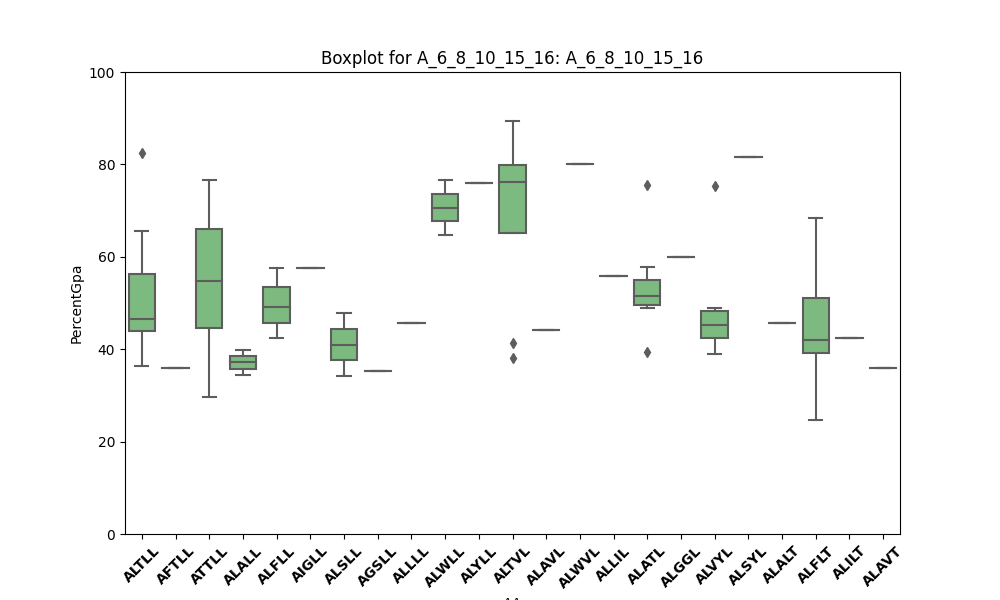 Boxplot for A_6_8_10_15_16: A_6_8_10_15_16
PercentGpa
100
80
60
40
20
0
ALTLL
AFTLL
ATTLL
ALALL
ALFLL
AIGLL
ALSLL
AGSLL
ALLLL
ALWLL
ALYLL
ALTVL
ALAVL
ALWVL
ALLIL
ALATL
ALGGL
ALVYL
ALSYL
ALALT
ALFLT
ALILT
ALAVT